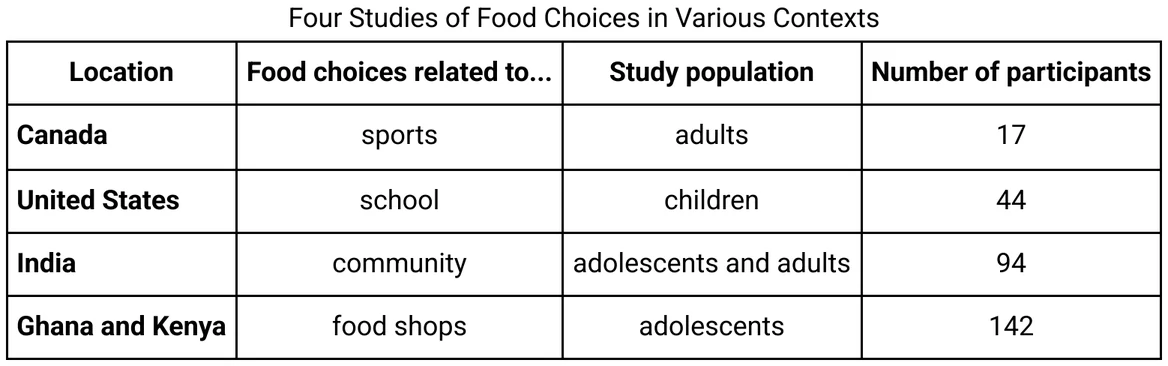 Four Studies of Food Choices in Various Contexts
Location Food choices related to... Study population Number of participants
Canada sports adults 17
United States school children 44
India community adolescents and adults 94
Ghana and Kenya food shops adolescents 142